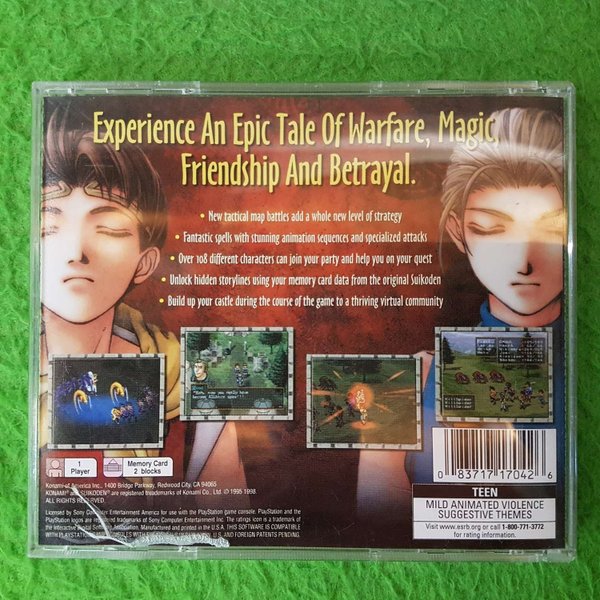 Experience An Epic Tale Of Warfare, Magic,
Friendship And Betrayal.
• New tactical map battles add a whole new level of strategy
• Fantastic spells with stunning animation sequences and specialized attacks
• Over 108 different characters can join your party and help you on your quest
• Unlock hidden storylines using your memory card data from the original Suikoden
• Build up your castle during the course of the game to a thriving virtual community
1
Player
Memory Card
2 blocks
Konami of America Inc., 1400 Bridge Parkway, Redwood City, CA 94065
KONAMI® and SUIKODEN® are registered trademarks of Konami Co., Ltd. © 1995 1998.
ALL RIGHTS RESERVED.
Licensed by Sony Computer Entertainment America for use with the PlayStation game console. PlayStation and the
PlayStation logos are registered trademarks of Sony Computer Entertainment Inc. The ratings icon is a trademark of
the Interactive Digital Software Association. Manufactured and printed in the U.S.A. THIS SOFTWARE IS COMPATIBLE
WITH PLAYSTATION CONSOLES WITH U.S. AND FOREIGN PATENTS PENDING.
0 83717 17042 6
TEEN
MILD ANIMATED VIOLENCE
SUGGESTIVE THEMES
Visit www.esrb.org or call 1-800-771-3772
for rating information.